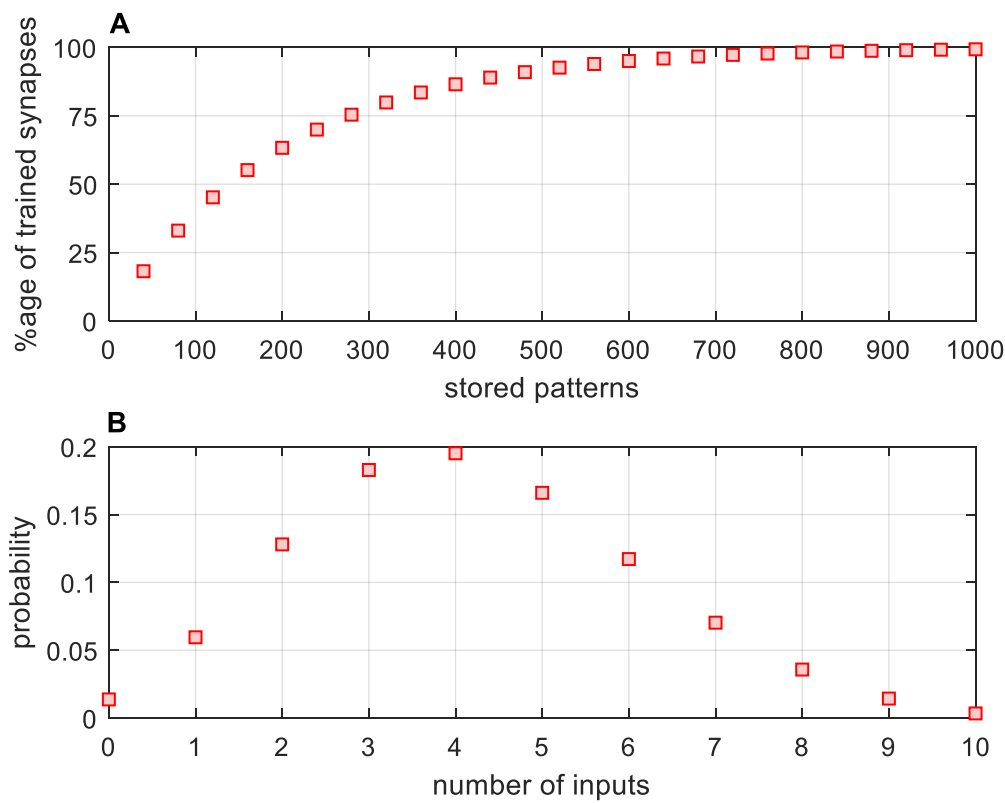 A
%age of trained synapses
100
75
50
25
0
0 100 200 300 400 500 600 700 800 900 1000
stored patterns
B
probability
0.2
0.15
0.1
0.05
0
0 1 2 3 4 5 6 7 8 9 10
number of inputs